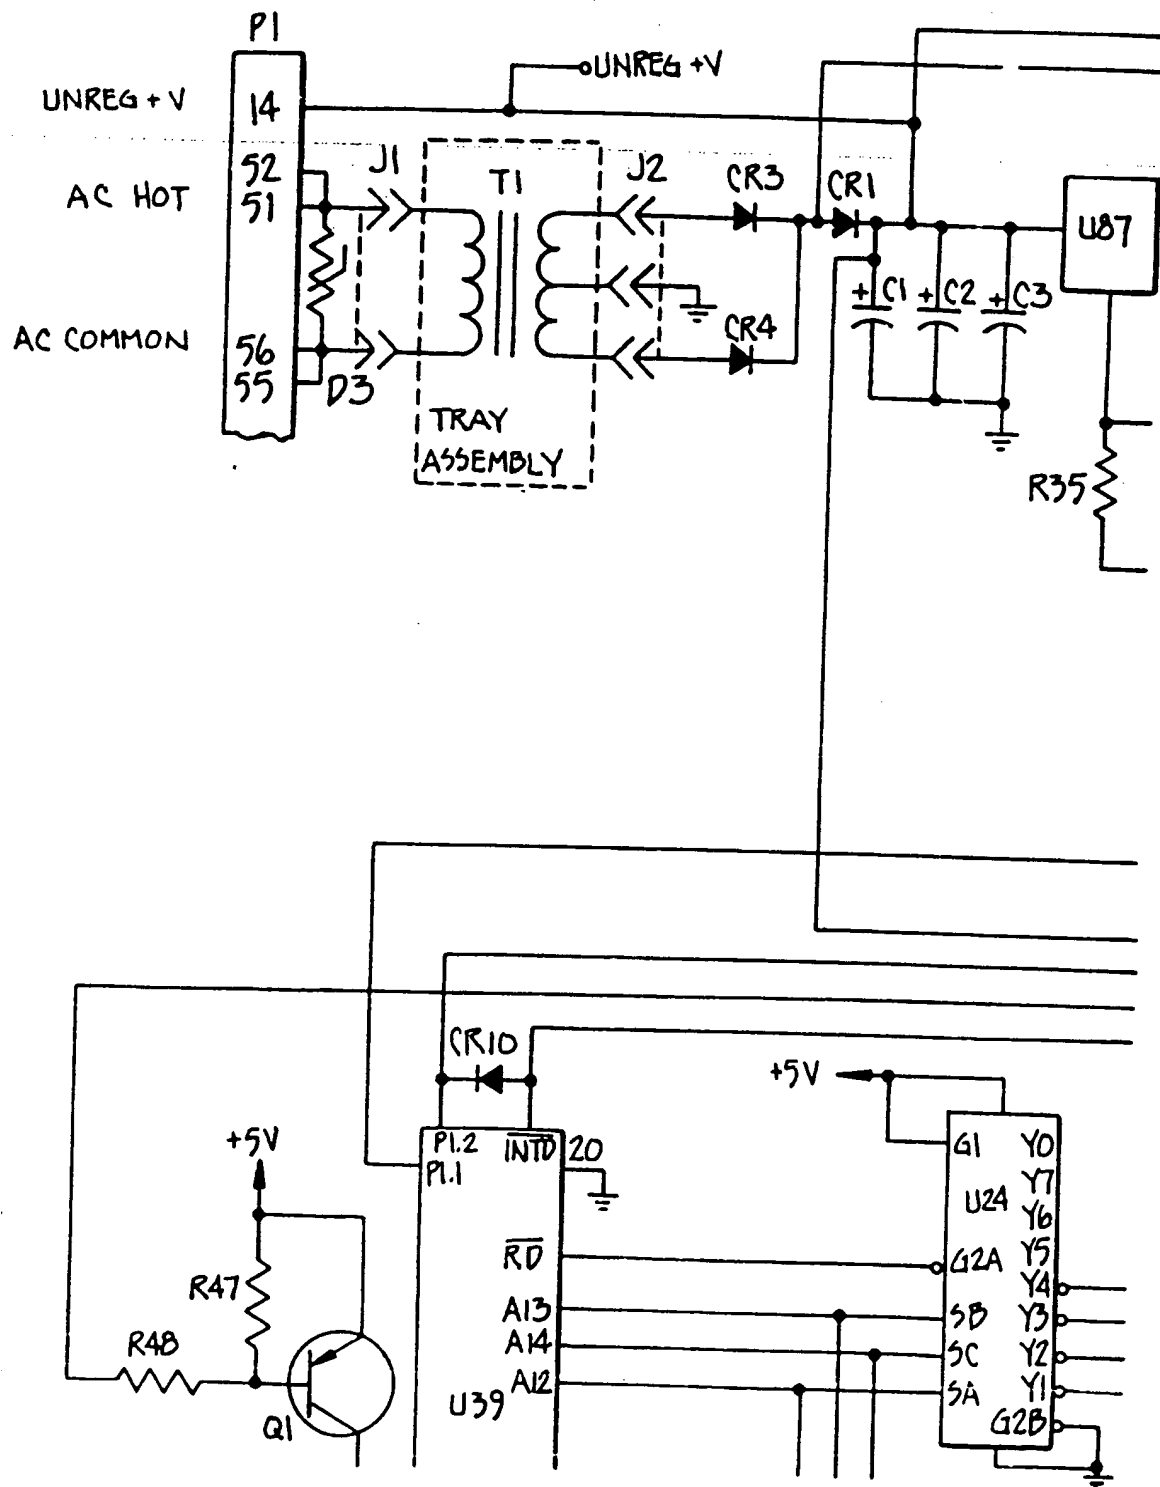 P1
UNREG +V
UNREG + V
14
52
J1
T1
J2
CR3
CR1
AC HOT
51
U87
+ C1
+ C2
+ C3
AC COMMON
56
CR4
55
D3
TRAY
ASSEMBLY
R35
CR10
+5V
+5V
P1.2
INT0
20
G1
Y0
P1.1
Y7
U24
Y6
RD
G2A
Y5
R47
Y4
A13
SB
Y3
R48
A14
SC
Y2
A12
SA
Y1
U39
Q1
G2B